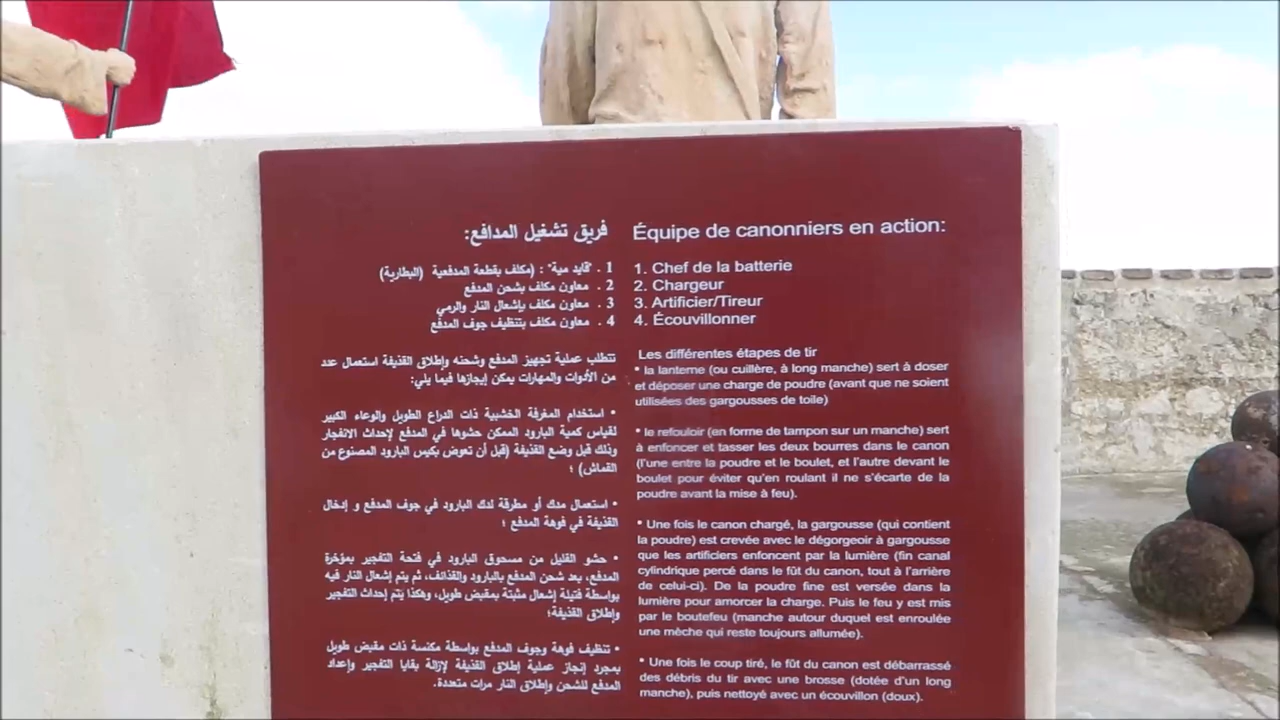 فريق تشغيل المدافع:
1 . "قايد مية" : (مكلف بقطعة المدفعية (البطارية)
2 . معاون مكلف بشحن المدفع
3 . معاون مكلف بإشعال النار والرمي
4 . معاون مكلف بتنظيف جوف المدفع
تتطلب عملية تجهيز المدفع وشحنه وإطلاق القذيفة استعمال عدد
من الأدوات والمهارات يمكن إيجازها فيما يلي:
• استخدام المغرفة الخشبية ذات الدراع الطويل والوعاء الكبير
لقياس كمية البارود الممكن حشوها في المدفع لإحداث الانفجار
وذلك قبل وضع القذيفة (قبل أن تعوض بكيس البارود المصنوع من
القماش) ؛
• استعمال مدك أو مطرقة لدك البارود في جوف المدفع و إدخال
القذيفة في فوهة المدفع ؛
• حشو القليل من مسحوق البارود في فتحة التفجير بمؤخرة
المدفع، بعد شحن المدفع بالبارود والقذائف، ثم يتم إشعال النار فيه
بواسطة فتيلة إشعال مثبتة بمقبض طويل، وهكذا يتم إحداث التفجير
وإطلاق القذيفة؛
• تنظيف فوهة وجوف المدفع بواسطة مكنسة ذات مقبض طويل
بمجرد إنجاز عملية إطلاق القذيفة لإزالة بقايا التفجير وإعداد
المدفع للشحن وإطلاق النار مرات متعددة.
Équipe de canonniers en action:
1. Chef de la batterie
2. Chargeur
3. Artificier/Tireur
4. Écouvillonner
Les différentes étapes de tir
• la lanterne (ou cuillère, à long manche) sert à doser
et déposer une charge de poudre (avant que ne soient
utilisées des gargousses de toile)
• le refouloir (en forme de tampon sur un manche) sert
à enfoncer et tasser les deux bourres dans le canon
(l'une entre la poudre et le boulet, et l'autre devant le
boulet pour éviter qu'en roulant il ne s'écarte de la
poudre avant la mise à feu).
• Une fois le canon chargé, la gargousse (qui contient
la poudre) est crevée avec le dégorgeoir à gargousse
que les artificiers enfoncent par la lumière (fin canal
cylindrique percé dans le fût du canon, tout à l'arrière
de celui-ci). De la poudre fine est versée dans la
lumière pour amorcer la charge. Puis le feu y est mis
par le boutefeu (manche autour duquel est enroulée
une mèche qui reste toujours allumée).
• Une fois le coup tiré, le fût du canon est débarrassé
des débris du tir avec une brosse (dotée d'un long
manche), puis nettoyé avec un écouvillon (doux).